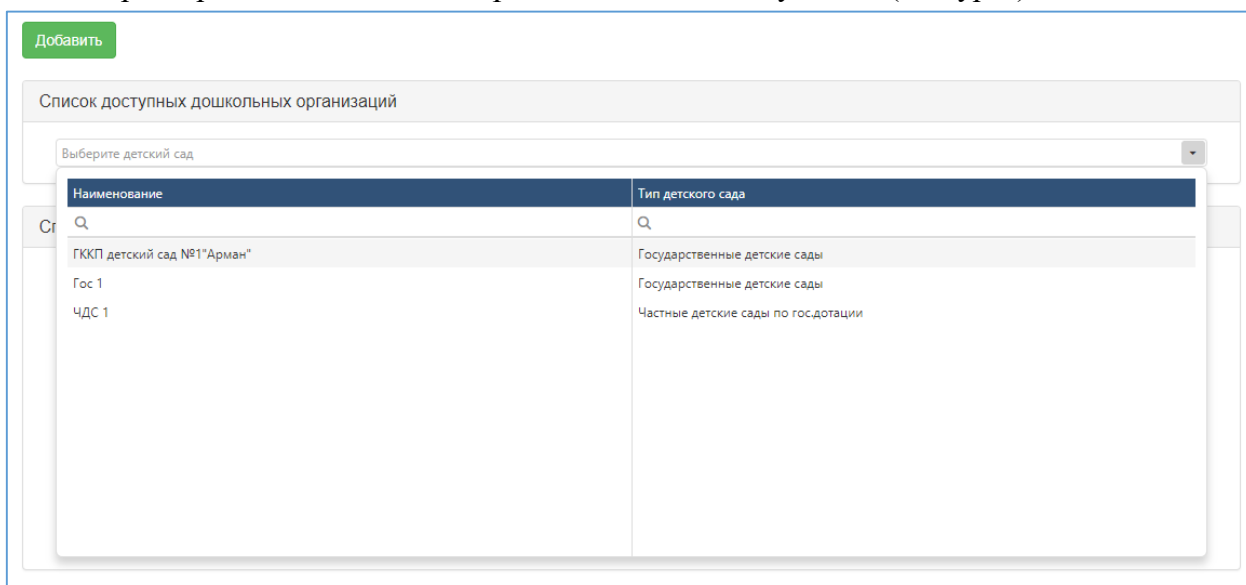 Добавить
Список доступных дошкольных организаций
Выберите детский сад
Наименование Тип детского сада
ГККП детский сад №1"Арман" Государственные детские сады
Гос 1 Государственные детские сады
ЧДС 1 Частные детские сады по гос.дотации